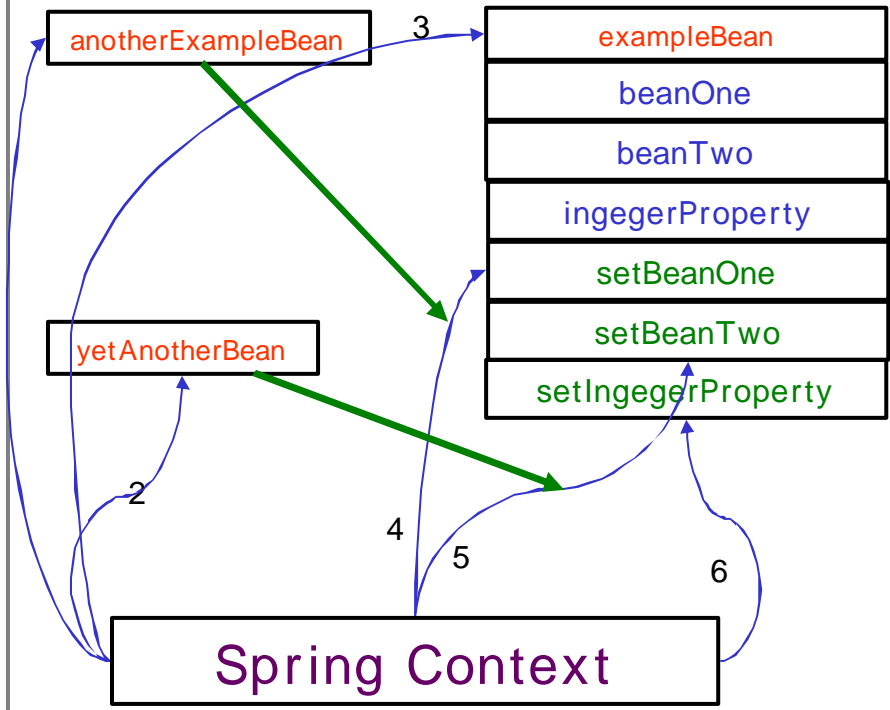 anotherExampleBean
3
exampleBean
beanOne
beanTwo
ingegerProperty
setBeanOne
setBeanTwo
yetAnotherBean
setIngegerProperty
2
4
5
6
Spring Context